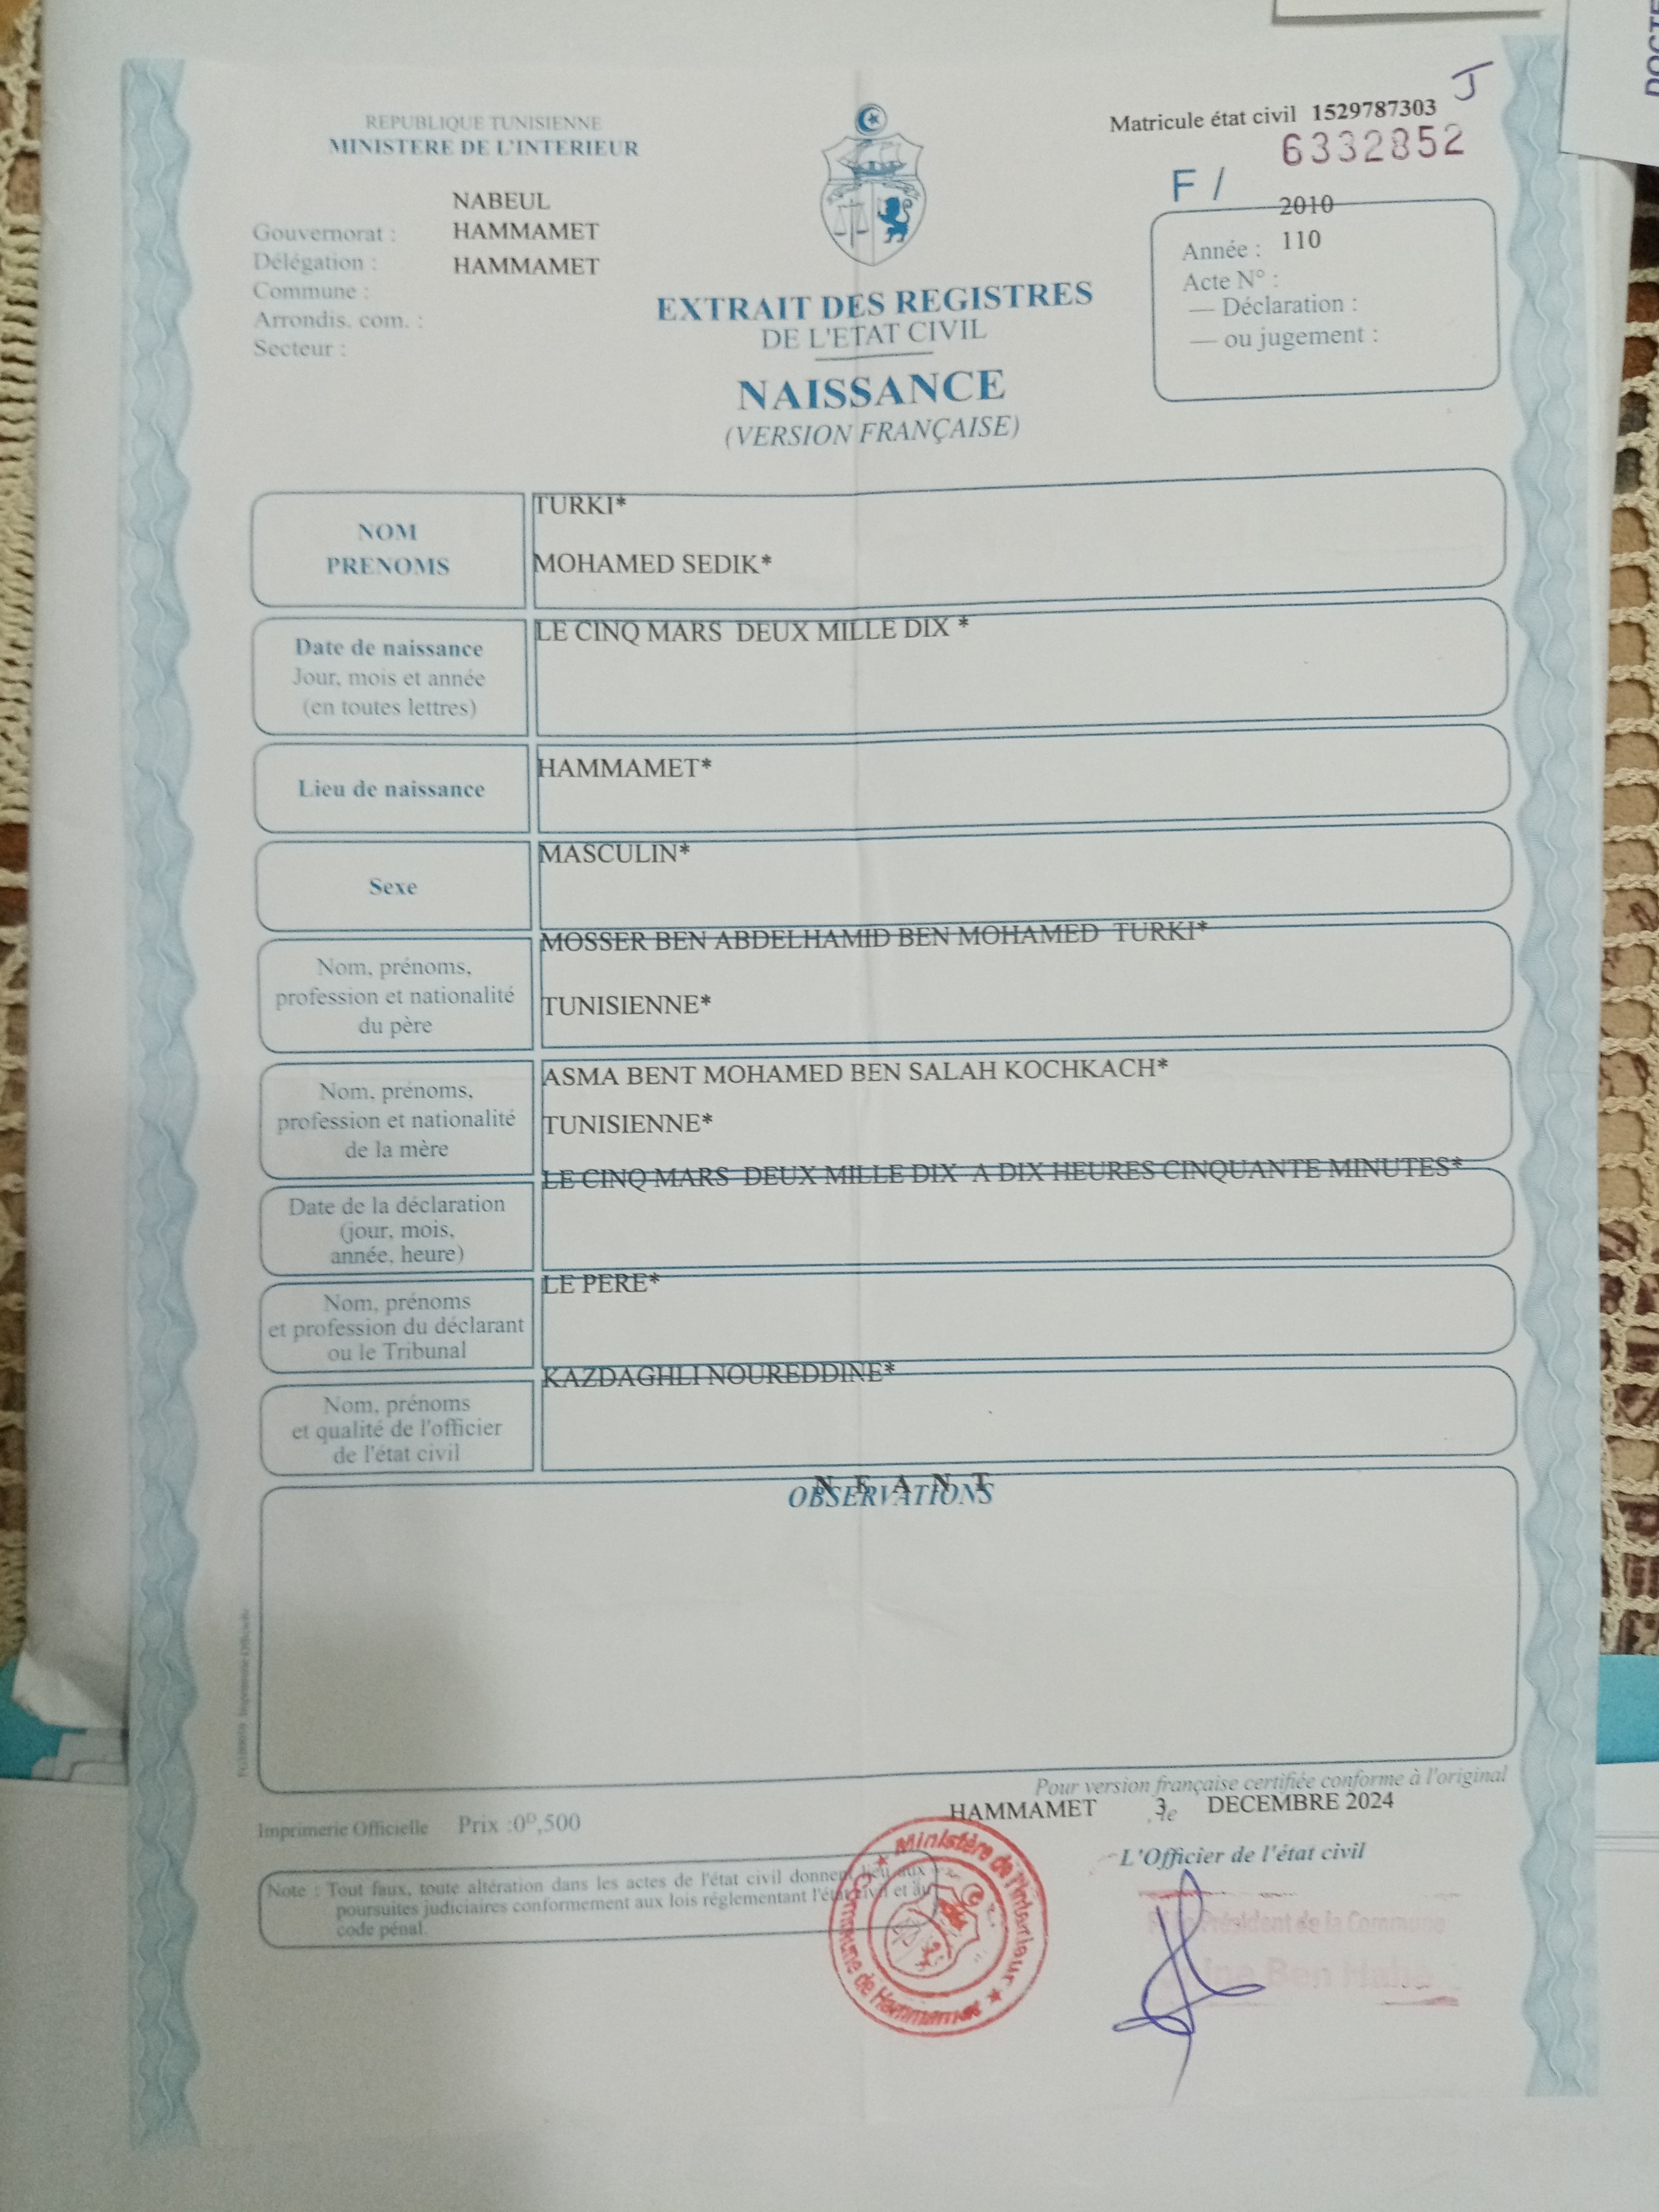 REPUBLIQUE TUNISIENNE
MINISTERE DE L'INTERIEUR
NABEUL
Gouvernorat : HAMMAMET
Délégation : HAMMAMET
Commune :
Arrondis. com. :
Secteur :
Matricule état civil 1529787303
J
6332852
F /
2010
Année : 110
Acte N° :
— Déclaration :
— ou jugement :
EXTRAIT DES REGISTRES
DE L'ETAT CIVIL
NAISSANCE
(VERSION FRANÇAISE)
NOM
PRENOMS
TURKI*
MOHAMED SEDIK*
Date de naissance
Jour, mois et année
(en toutes lettres)
LE CINQ MARS DEUX MILLE DIX *
Lieu de naissance
HAMMAMET*
Sexe
MASCULIN*
Nom, prénoms,
profession et nationalité
du père
MOSSER BEN ABDELHAMID BEN MOHAMED TURKI*
TUNISIENNE*
Nom, prénoms,
profession et nationalité
de la mère
ASMA BENT MOHAMED BEN SALAH KOCHKACH*
TUNISIENNE*
Date de la déclaration
(jour, mois,
année, heure)
LE CINQ MARS DEUX MILLE DIX A DIX HEURES CINQUANTE MINUTES*
Nom, prénoms
et profession du déclarant
ou le Tribunal
LE PERE*
Nom, prénoms
et qualité de l'officier
de l'état civil
KAZDAGHLI NOUREDDINE*
N E A N T
OBSERVATIONS
Pour version française certifiée conforme à l'original
HAMMAMET 3 le DECEMBRE 2024
Imprimerie Officielle Prix :0ᴰ,500
L'Officier de l'état civil
Note : Tout faux, toute altération dans les actes de l'état civil donnent lieu aux
poursuites judiciaires conformement aux lois réglementant l'état civil et au
code pénal.
Ministère de l'Intérieur
Commune de Hammamet
Président de la Commune
Ben